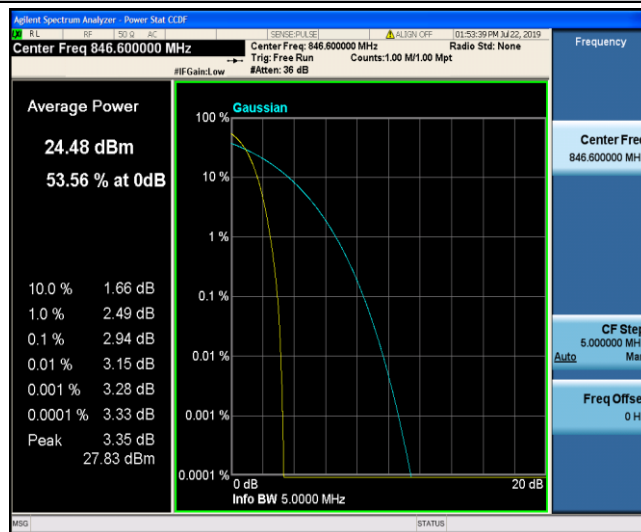 Agilent Spectrum Analyzer - Power Stat CCDF
RL RF 50 Ω AC SENSE:PULSE ALIGN OFF 01:53:39 PM Jul 22, 2019
Center Freq 846.600000 MHz
Center Freq: 846.600000 MHz Radio Std: None
Trig: Free Run Counts:1.00 M/1.00 Mpt
#IFGain:Low #Atten: 36 dB
Frequency
Average Power
24.48 dBm
53.56 % at 0dB
10.0 % 1.66 dB
1.0 % 2.49 dB
0.1 % 2.94 dB
0.01 % 3.15 dB
0.001 % 3.28 dB
0.0001 % 3.33 dB
Peak 3.35 dB
27.83 dBm
Gaussian
100 %
10 %
1 %
0.1 %
0.01 %
0.001 %
0.0001 %
0 dB 20 dB
Info BW 5.0000 MHz
Center Fre
846.600000 MH
CF Step
5.000000 MH
Auto Ma
Freq Offse
0 H
MSG STATUS